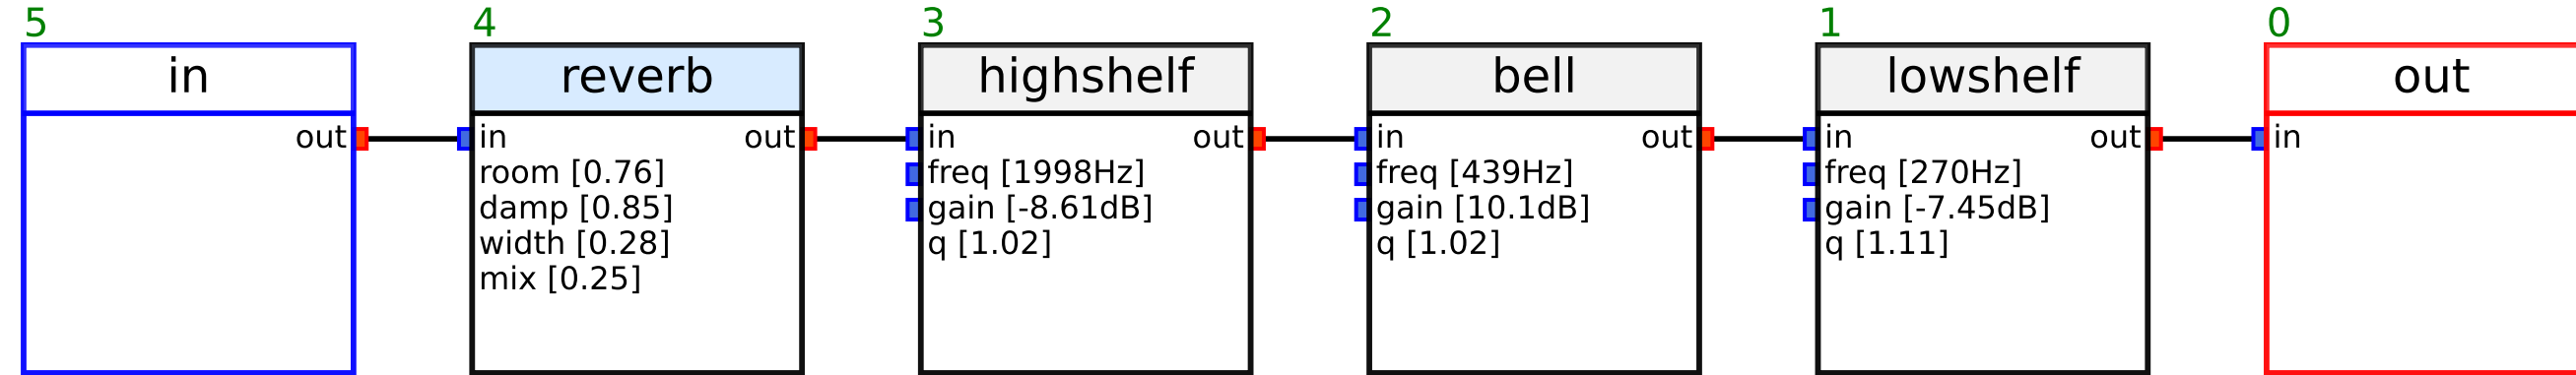 5
in
out
4
reverb
in out
room [0.76]
damp [0.85]
width [0.28]
mix [0.25]
3
highshelf
in out
freq [1998Hz]
gain [-8.61dB]
q [1.02]
2
bell
in out
freq [439Hz]
gain [10.1dB]
q [1.02]
1
lowshelf
in out
freq [270Hz]
gain [-7.45dB]
q [1.11]
0
out
in